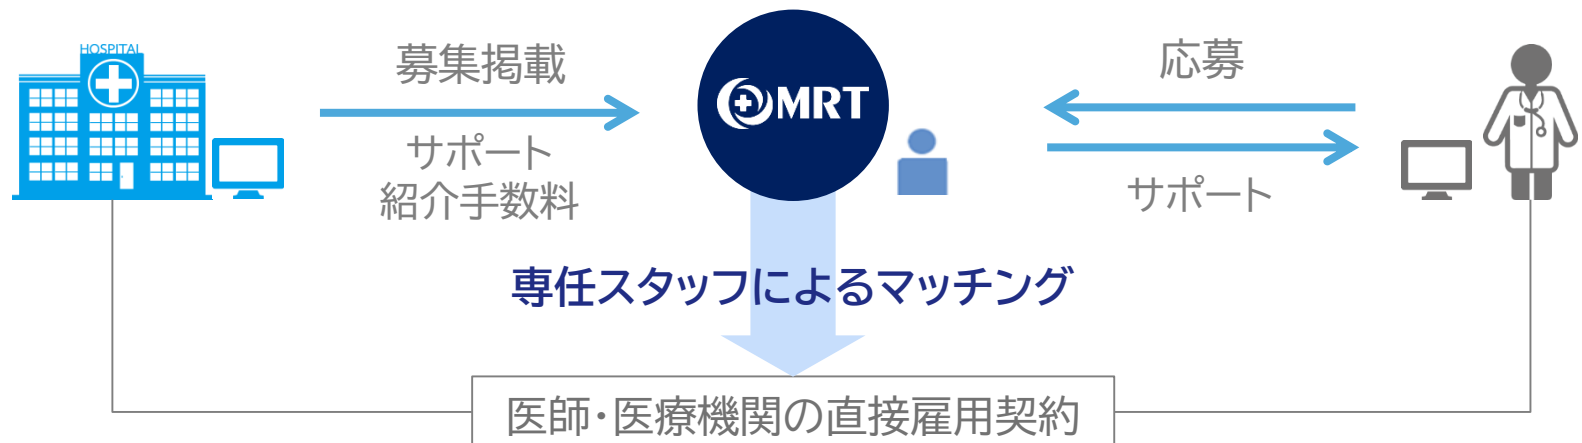 HOSPITAL
募集掲載
サポート
紹介手数料
MRT
応募
サポート
専任スタッフによるマッチング
医師・医療機関の直接雇用契約